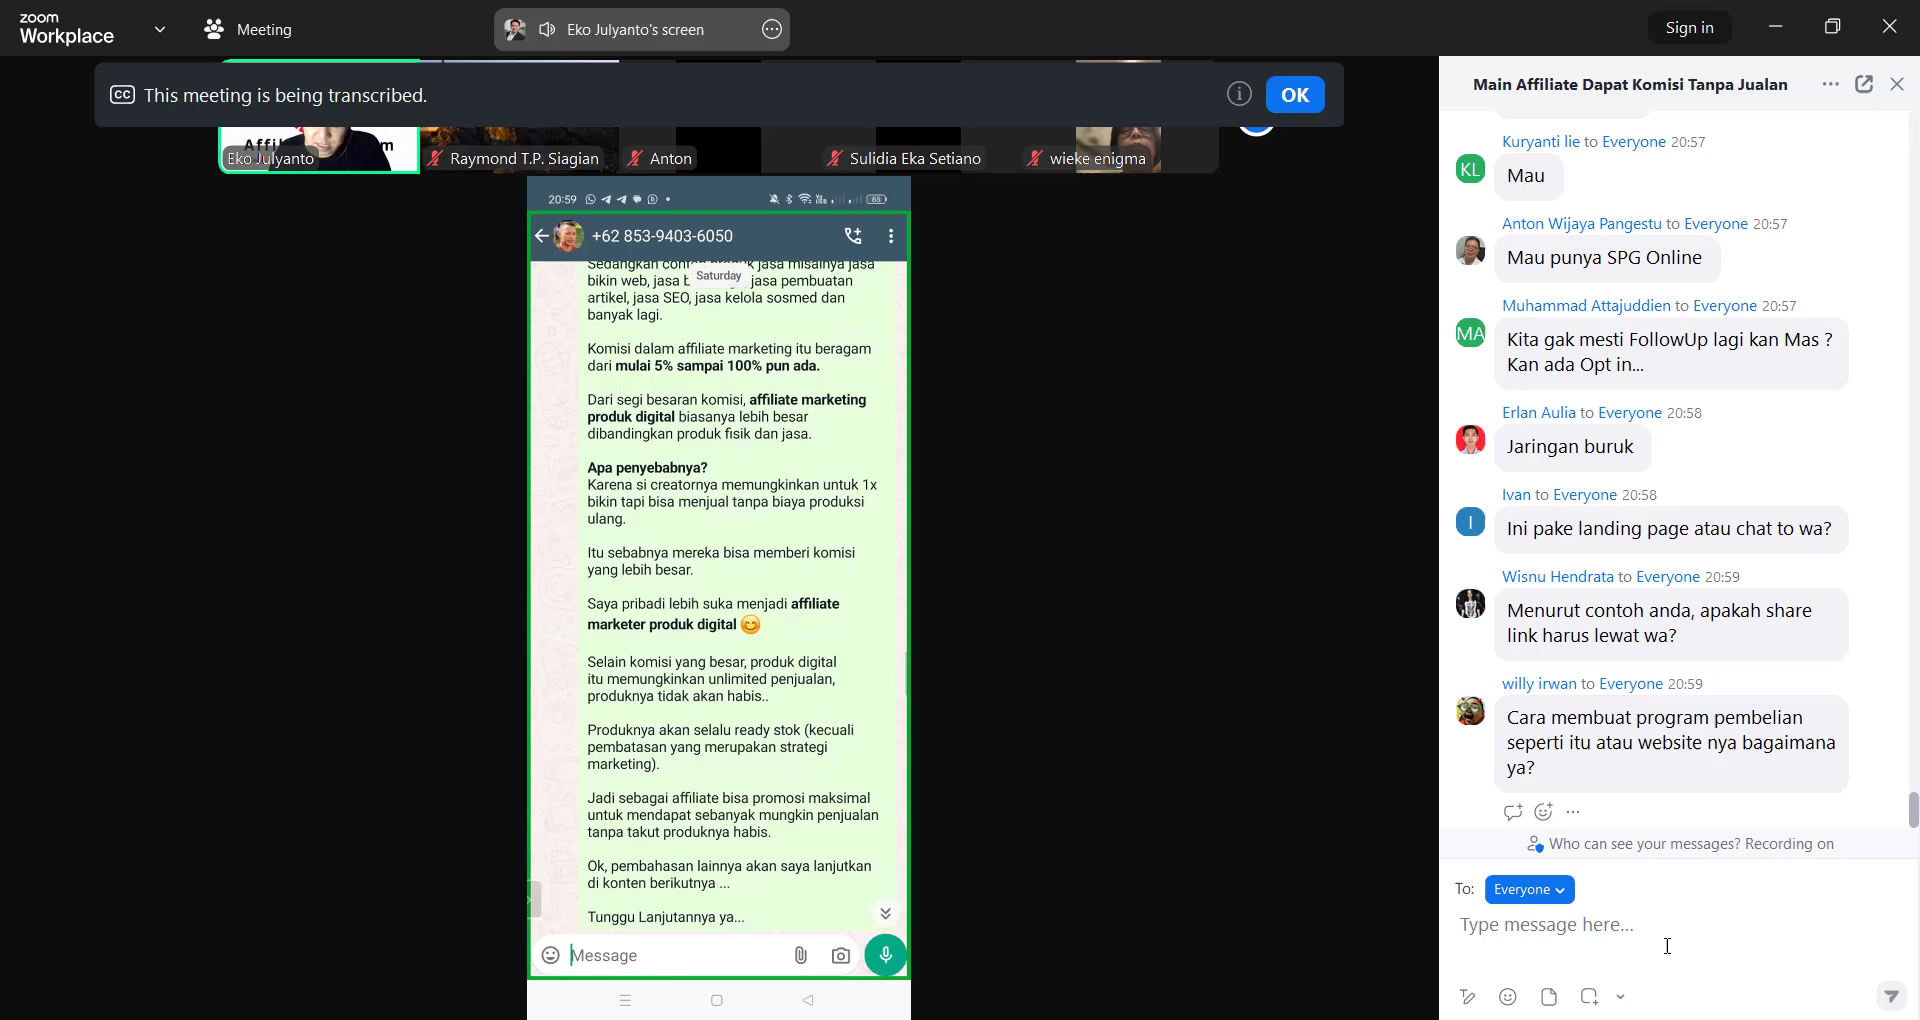 zoom
Workplace
Meeting
Eko Julyanto's screen
Sign in
CC This meeting is being transcribed.
OK
Eko Julyanto
Raymond T.P. Siagian
Anton
Sulidia Eka Setiano
wieke enigma
20:59
85
+62 853-9403-6050
Saturday
bikin web, jasa jasa pembuatan
artikel, jasa SEO, jasa kelola sosmed dan
banyak lagi.
Komisi dalam affiliate marketing itu beragam
dari mulai 5% sampai 100% pun ada.
Dari segi besaran komisi, affiliate marketing
produk digital biasanya lebih besar
dibandingkan produk fisik dan jasa.
Apa penyebabnya?
Karena si creatornya memungkinkan untuk 1x
bikin tapi bisa menjual tanpa biaya produksi
ulang.
Itu sebabnya mereka bisa memberi komisi
yang lebih besar.
Saya pribadi lebih suka menjadi affiliate
marketer produk digital 😊
Selain komisi yang besar, produk digital
itu memungkinkan unlimited penjualan,
produknya tidak akan habis..
Produknya akan selalu ready stok (kecuali
pembatasan yang merupakan strategi
marketing).
Jadi sebagai affiliate bisa promosi maksimal
untuk mendapat sebanyak mungkin penjualan
tanpa takut produknya habis.
Ok, pembahasan lainnya akan saya lanjutkan
di konten berikutnya ...
Tunggu Lanjutannya ya...
Message
Main Affiliate Dapat Komisi Tanpa Jualan
Kuryanti lie to Everyone 20:57
KL
Mau
Anton Wijaya Pangestu to Everyone 20:57
Mau punya SPG Online
Muhammad Attajuddien to Everyone 20:57
MA
Kita gak mesti FollowUp lagi kan Mas ?
Kan ada Opt in...
Erlan Aulia to Everyone 20:58
Jaringan buruk
Ivan to Everyone 20:58
I
Ini pake landing page atau chat to wa?
Wisnu Hendrata to Everyone 20:59
Menurut contoh anda, apakah share
link harus lewat wa?
willy irwan to Everyone 20:59
Cara membuat program pembelian
seperti itu atau website nya bagaimana
ya?
Who can see your messages? Recording on
To: Everyone
Type message here...